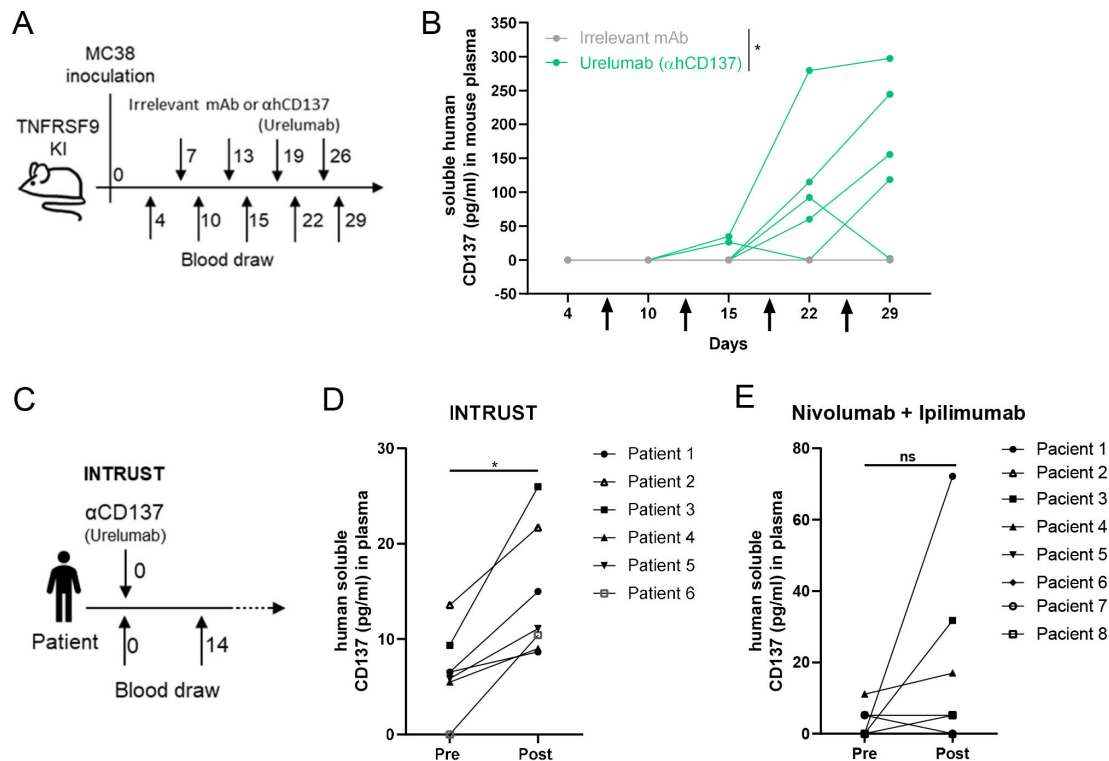 A
MC38
inoculation
Irrelevant mAb or αhCD137
(Urelumab)
TNFRSF9
KI
0
7
13
19
26
4
10
15
22
29
Blood draw
B
Irrelevant mAb
Urelumab (αhCD137)
*
soluble human
CD137 (pg/ml) in mouse plasma
350
300
250
200
150
100
50
0
-50
4
10
15
22
29
Days
C
INTRUST
αCD137
(Urelumab)
0
Patient
0
14
Blood draw
D
INTRUST
human soluble
CD137 (pg/ml) in plasma
30
20
10
0
*
Pre
Post
Patient 1
Patient 2
Patient 3
Patient 4
Patient 5
Patient 6
E
Nivolumab + Ipilimumab
human soluble
CD137 (pg/ml) in plasma
80
60
40
20
0
ns
Pre
Post
Pacient 1
Pacient 2
Pacient 3
Pacient 4
Pacient 5
Pacient 6
Pacient 7
Pacient 8